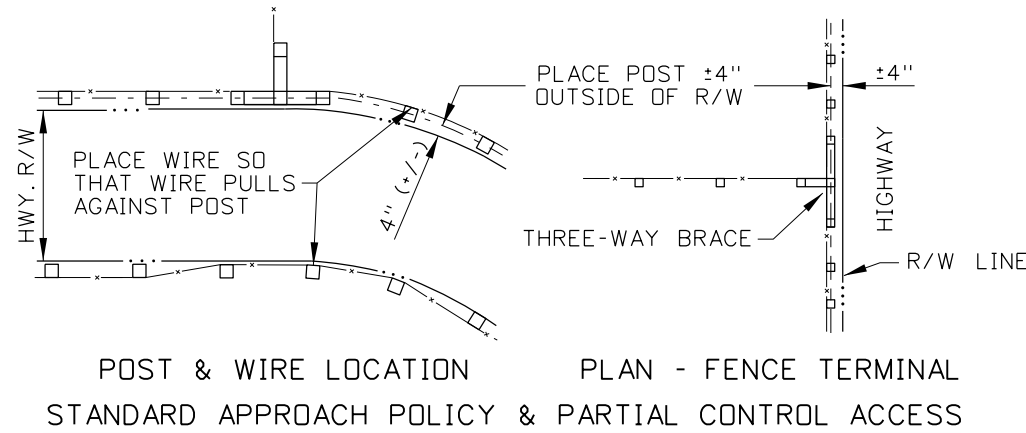 PLACE POST ±4"
OUTSIDE OF R/W
±4"
HWY. R/W
PLACE WIRE SO
THAT WIRE PULLS
AGAINST POST
4" (+/-)
HIGHWAY
THREE-WAY BRACE
R/W LINE
POST & WIRE LOCATION
PLAN - FENCE TERMINAL
STANDARD APPROACH POLICY & PARTIAL CONTROL ACCESS